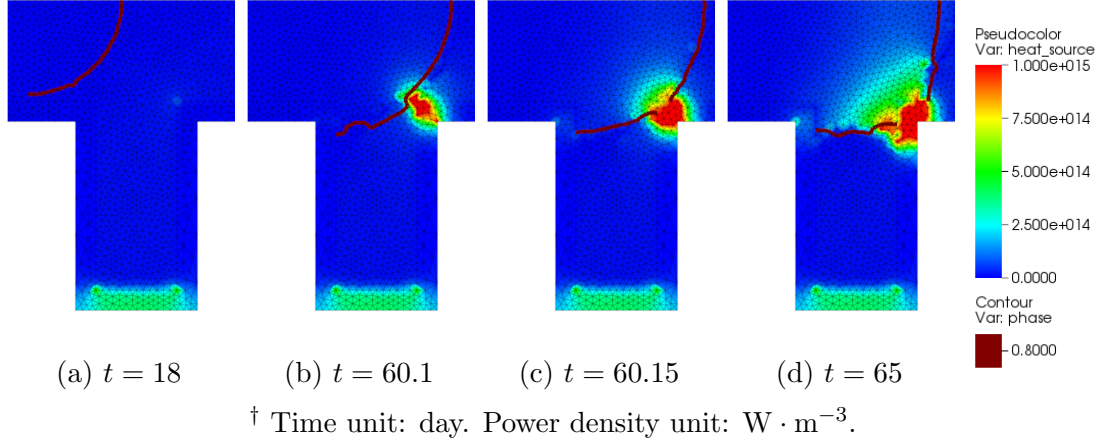 Pseudocolor
Var: heat_source
1.000e+015
7.500e+014
5.000e+014
2.500e+014
0.0000
Contour
Var: phase
0.8000
(a) t = 18
(b) t = 60.1
(c) t = 60.15
(d) t = 65
† Time unit: day. Power density unit: W · m⁻³.